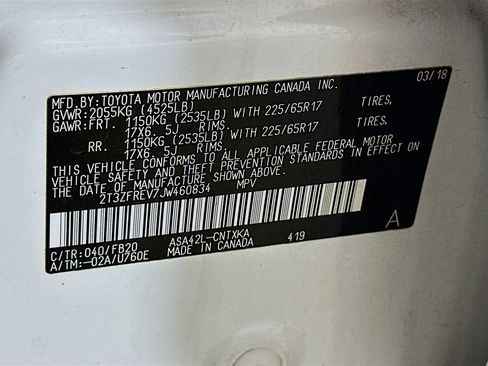 MFD.BY:TOYOTA MOTOR MANUFACTURING CANADA INC. 03/18
GVWR:2055KG (4525LB)
GAWR:FRT. 1150KG (2535LB) WITH 225/65R17 TIRES,
17X6. 5J RIMS
RR. 1150KG (2535LB) WITH 225/65R17 TIRES,
17X6. 5J RIMS
THIS VEHICLE CONFORMS TO ALL APPLICABLE FEDERAL MOTOR
VEHICLE SAFETY AND THEFT PREVENTION STANDARDS IN EFFECT ON
THE DATE OF MANUFACTURE SHOWN ABOVE.
2T3ZFREV7JW460834 MPV
A
C/TR:040/FB20 ASA42L-CNTXKA 419
A/TM:-02A/U760E MADE IN CANADA